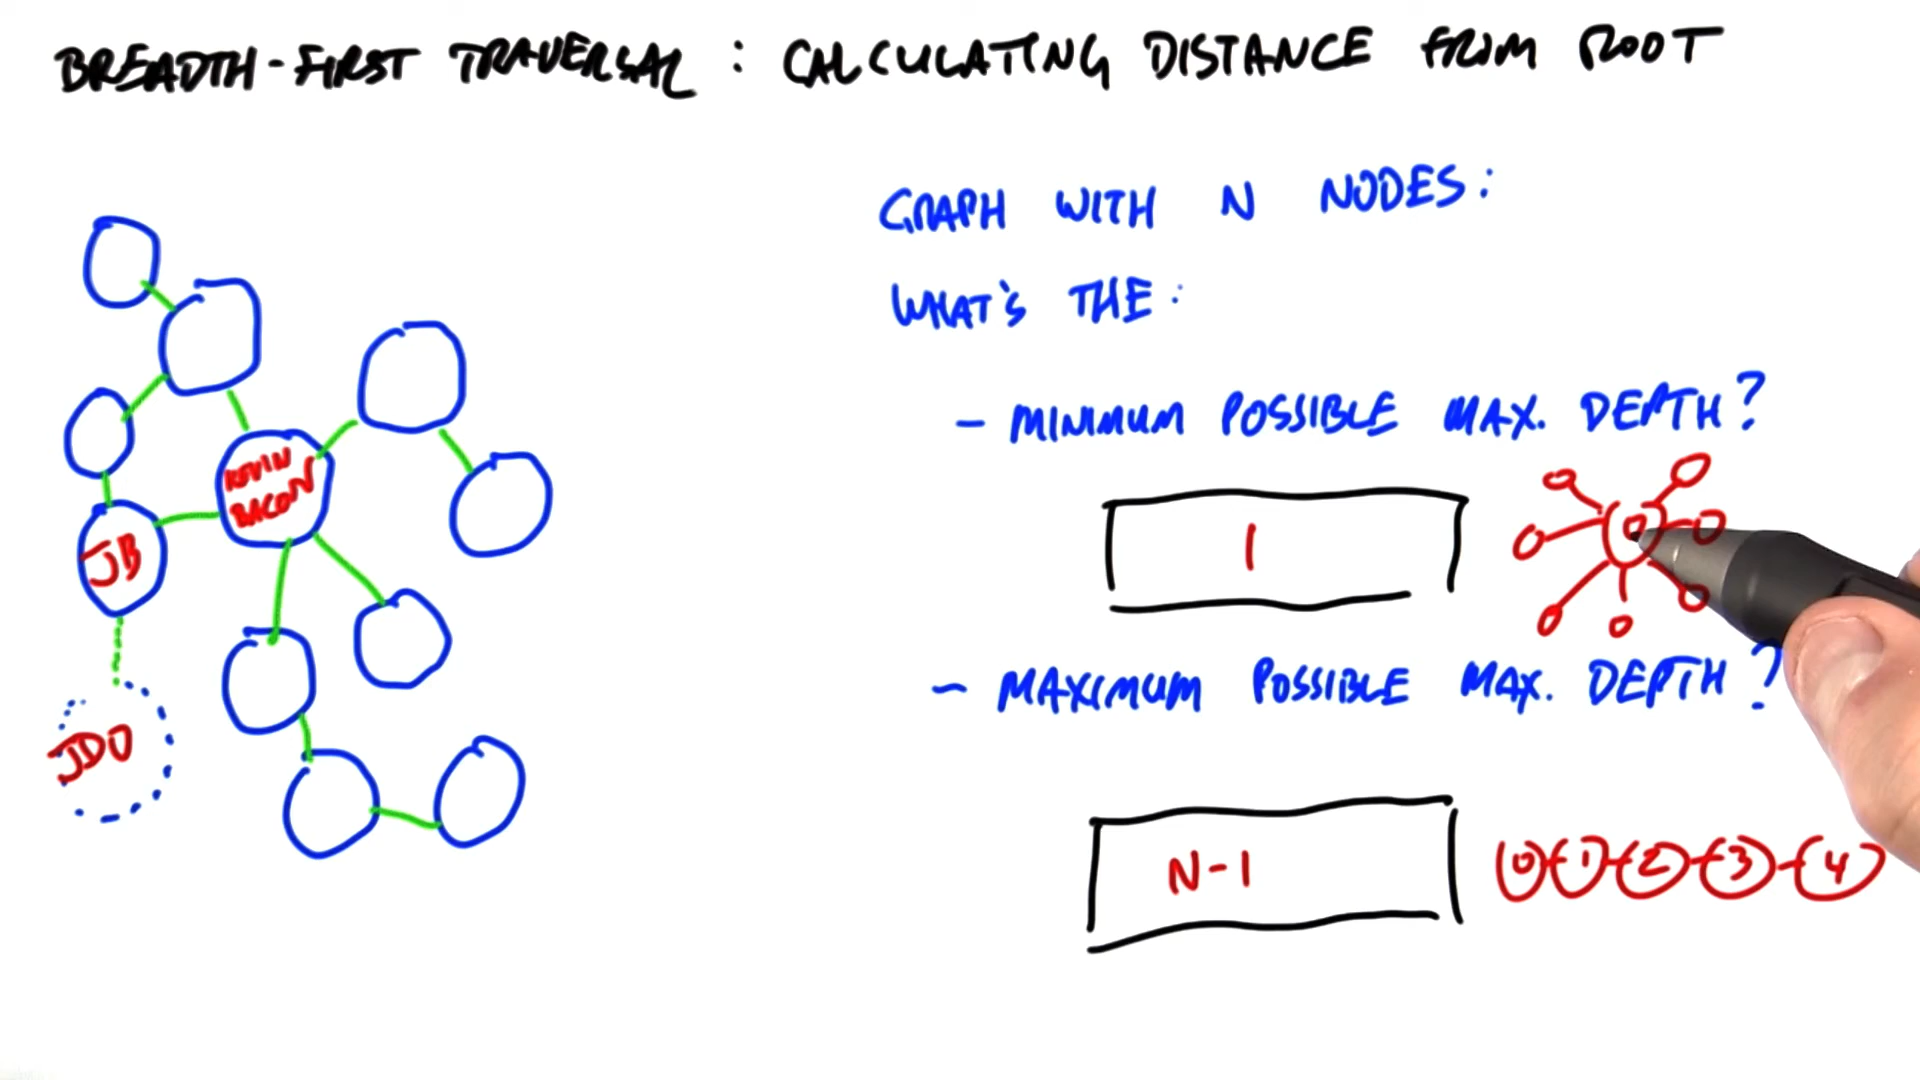 BREADTH-FIRST TRAVERSAL : CALCULATING DISTANCE FROM ROOT
GRAPH WITH N NODES:
WHAT'S THE:
- MINIMUM POSSIBLE MAX. DEPTH?
KEVIN
BACON
1
0
JB
- MAXIMUM POSSIBLE MAX. DEPTH?
JDO
N-1
0 1 2 3 4